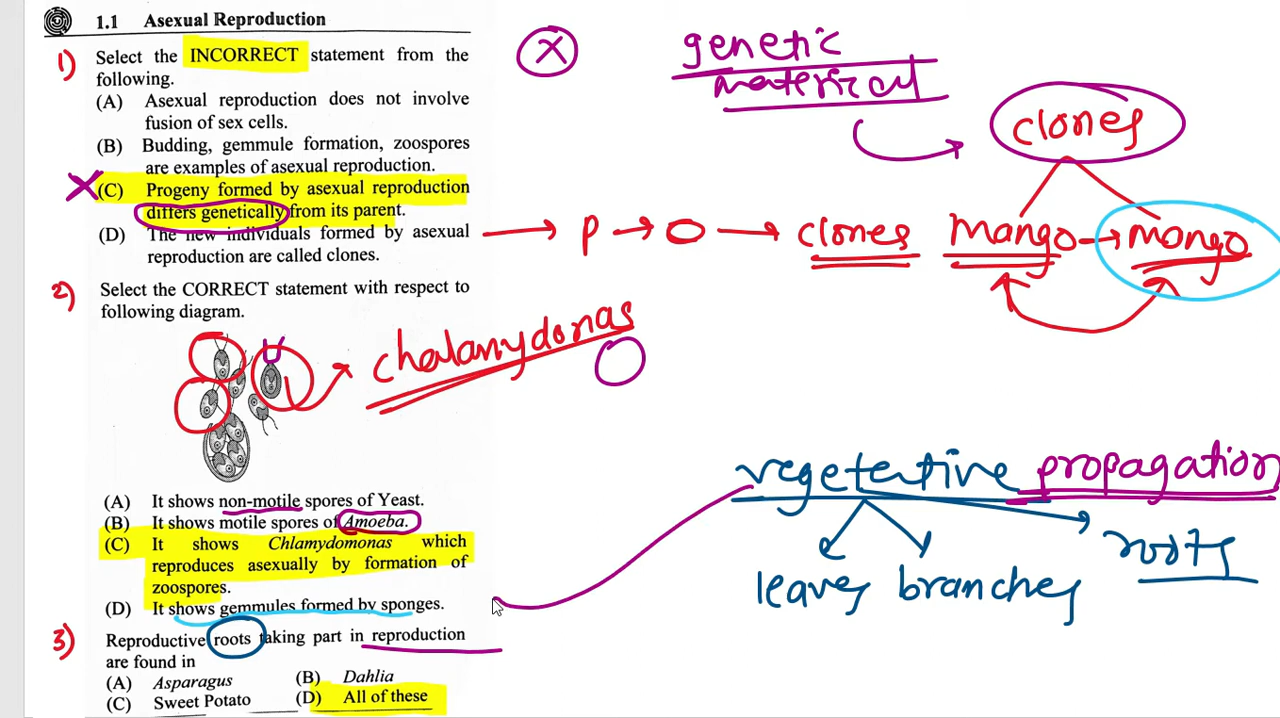 1.1 Asexual Reproduction
1) Select the INCORRECT statement from the
following.
(A) Asexual reproduction does not involve
fusion of sex cells.
(B) Budding, gemmule formation, zoospores
are examples of asexual reproduction.
(C) Progeny formed by asexual reproduction
differs genetically from its parent.
(D) The new individuals formed by asexual
reproduction are called clones.
2) Select the CORRECT statement with respect to
following diagram.
(A) It shows non-motile spores of Yeast.
(B) It shows motile spores of Amoeba.
(C) It shows Chlamydomonas which
reproduces asexually by formation of
zoospores.
(D) It shows gemmules formed by sponges.
3) Reproductive roots taking part in reproduction
are found in
(A) Asparagus (B) Dahlia
(C) Sweet Potato (D) All of these
X
genetic
material
clones
P → O → clones Mango → Mango
chalamydonas
vegetertive propagation
leaves branches roots